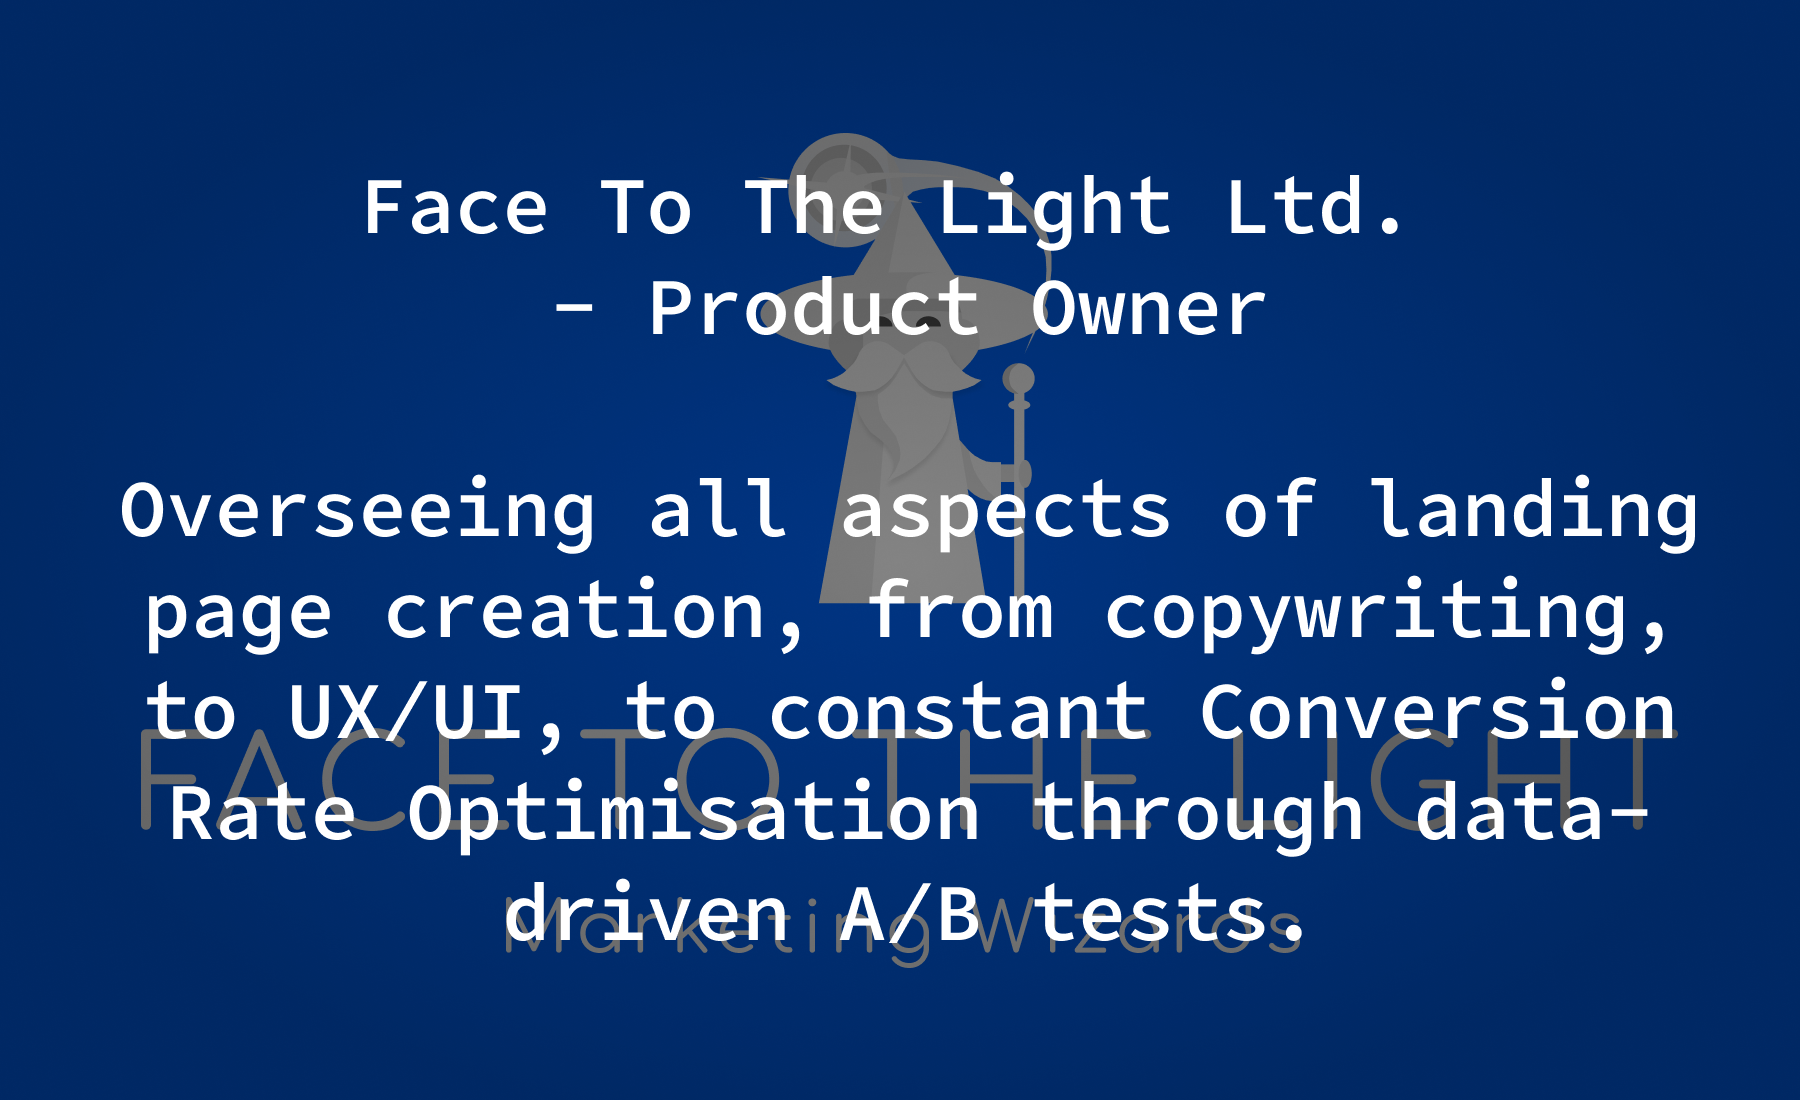 Face To The Light Ltd.
- Product Owner
Overseeing all aspects of landing
page creation, from copywriting,
to UX/UI, to constant Conversion
Rate Optimisation through data-
driven A/B tests.
FACE TO THE LIGHT
Marketing Wizards